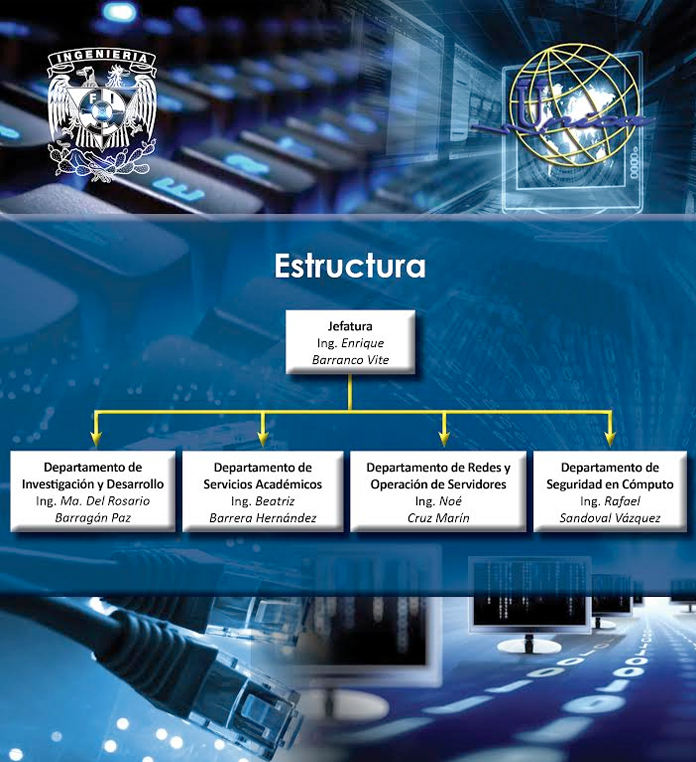 INGENIERIA
F I
Unica
Estructura
Jefatura
Ing. Enrique
Barranco Vite
Departamento de
Investigación y Desarrollo
Ing. Ma. Del Rosario
Barragán Paz
Departamento de
Servicios Académicos
Ing. Beatriz
Barrera Hernández
Departamento de Redes y
Operación de Servidores
Ing. Noé
Cruz Marín
Departamento de
Seguridad en Cómputo
Ing. Rafael
Sandoval Vázquez